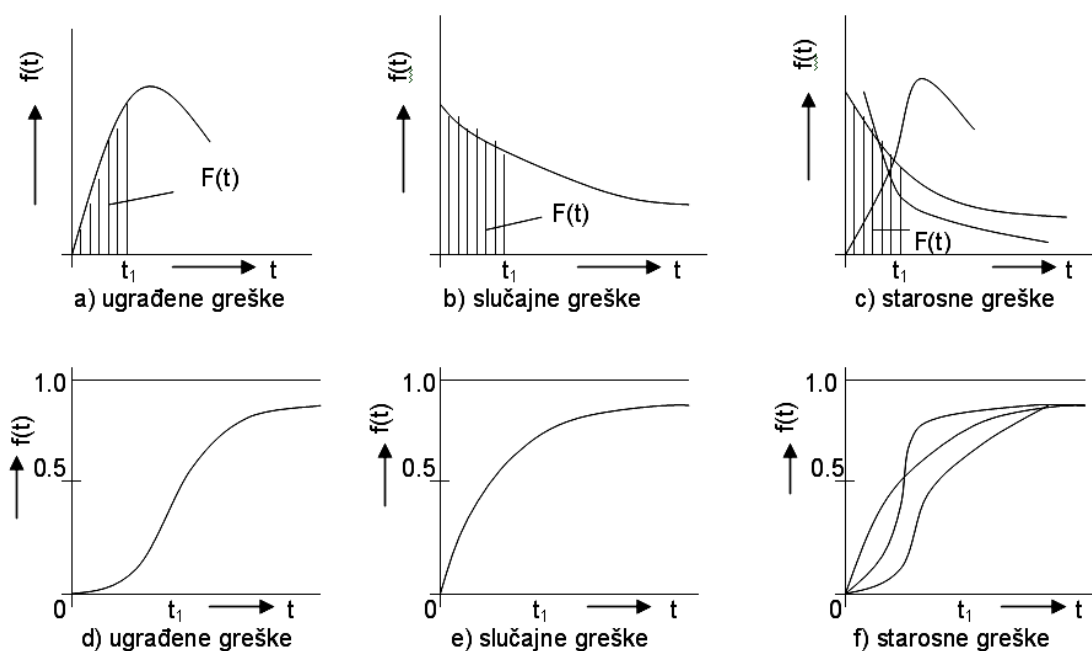 f(t)
F(t)
t₁ t
a) ugrađene greške
f(t)
F(t)
t₁ t
b) slučajne greške
f(t)
F(t)
t₁ t
c) starosne greške
1.0
f(t)
0.5
0 t₁ t
d) ugrađene greške
1.0
f(t)
0.5
0 t₁ t
e) slučajne greške
1.0
f(t)
0.5
0 t₁ t
f) starosne greške